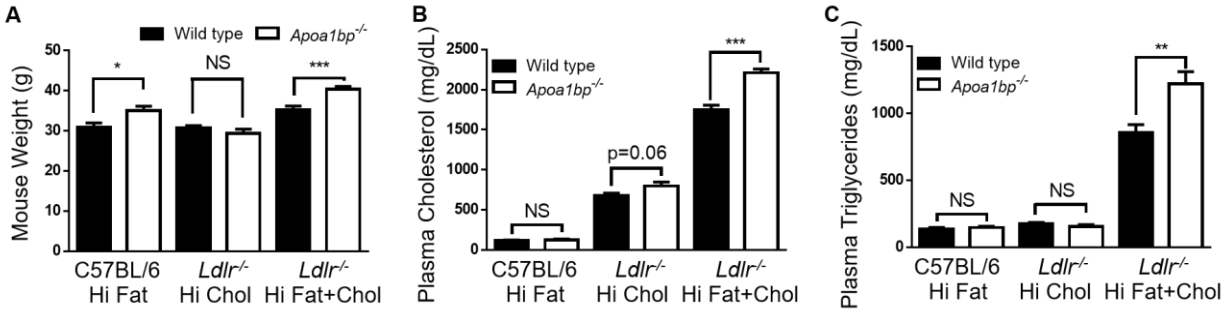 A
Mouse Weight (g)
50
40
30
20
10
0
Wild type
Apoa1bp-/-
*
NS
***
C57BL/6
Hi Fat
Ldlr-/-
Hi Chol
Ldlr-/-
Hi Fat+Chol
B
Plasma Cholesterol (mg/dL)
2500
2000
1500
1000
500
0
Wild type
Apoa1bp-/-
NS
p=0.06
***
C57BL/6
Hi Fat
Ldlr-/-
Hi Chol
Ldlr-/-
Hi Fat+Chol
C
Plasma Triglycerides (mg/dL)
1500
1000
500
0
Wild type
Apoa1bp-/-
NS
NS
**
C57BL/6
Hi Fat
Ldlr-/-
Hi Chol
Ldlr-/-
Hi Fat+Chol